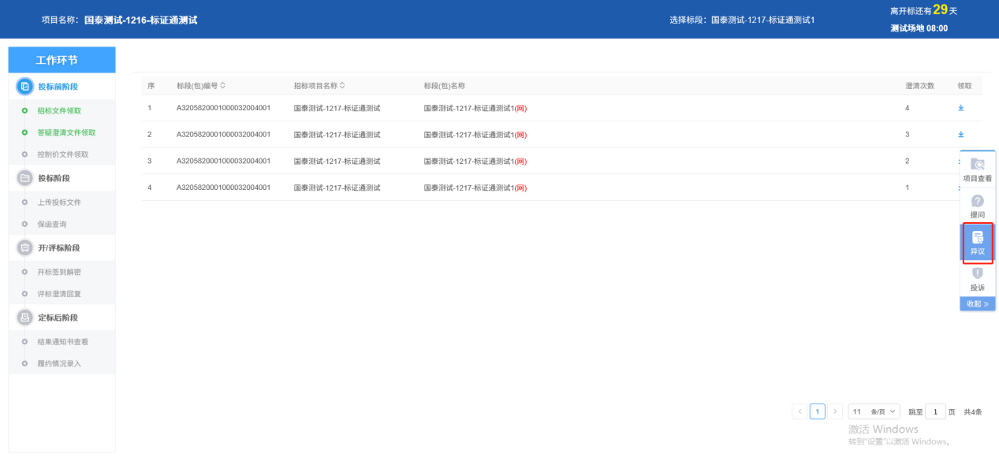 项目名称：国泰测试-1216-标证通测试
选择标段：国泰测试-1217-标证通测试1
离开标还有29天
测试场地 08:00
工作环节
投标前阶段
招标文件领取
答疑澄清文件领取
控制价文件领取
投标阶段
上传投标文件
保函查询
开/评标阶段
开标签到解密
评标澄清回复
定标后阶段
结果通知书查看
履约情况录入
序 标段(包)编号 招标项目名称 标段(包)名称 澄清次数 领取
1 A3205820001000032004001 国泰测试-1217-标证通测试 国泰测试-1217-标证通测试1(网) 4
2 A3205820001000032004001 国泰测试-1217-标证通测试 国泰测试-1217-标证通测试1(网) 3
3 A3205820001000032004001 国泰测试-1217-标证通测试 国泰测试-1217-标证通测试1(网) 2
4 A3205820001000032004001 国泰测试-1217-标证通测试 国泰测试-1217-标证通测试1(网) 1
项目查看
提问
异议
投诉
收起 »
< 1 > 11 条/页 跳至 1 页 共4条
激活 Windows
转到"设置"以激活 Windows。